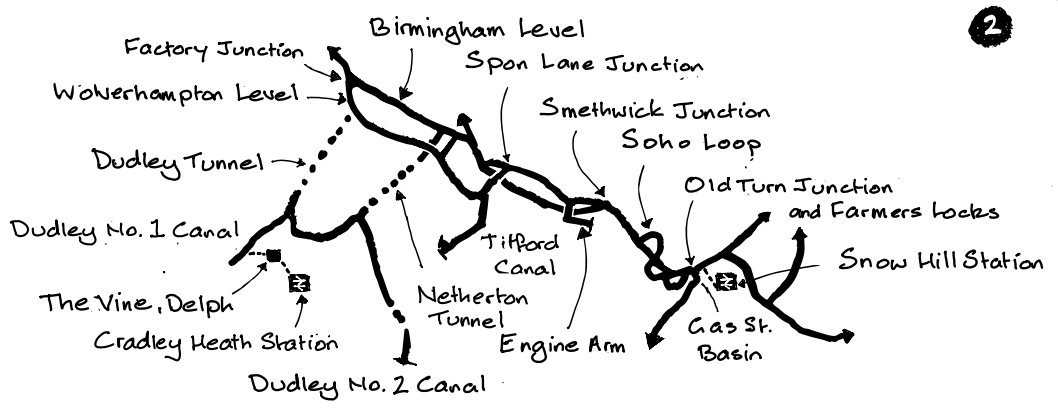 2
Birmingham Level
Factory Junction
Spon Lane Junction
Wolverhampton Level
Smethwick Junction
Soho Loop
Dudley Tunnel
Old Turn Junction
and Farmers Locks
Dudley No. 1 Canal
Titford
Canal
Snow Hill Station
The Vine, Delph
Netherton
Tunnel
Gas St.
Basin
Cradley Heath Station
Engine Arm
Dudley No. 2 Canal